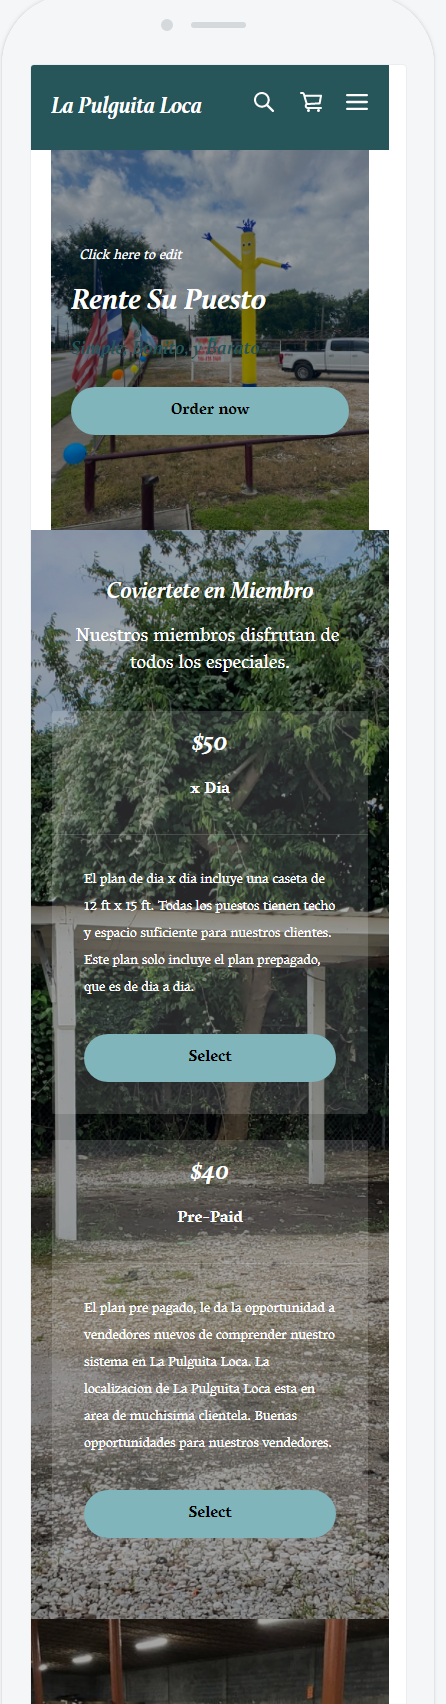 La Pulguita Loca
Click here to edit
Rente Su Puesto
y Baratos
Order now
Coviertete en Miembro
Nuestros miembros disfrutan de
todos los especiales.
$50
x Dia
El plan de dia x dia incluye una caseta de
12 ft x 15 ft. Todas los puestos tienen techo
y espacio suficiente para nuestros clientes.
Este plan solo incluye el plan prepagado,
que es de dia a dia.
Select
$40
Pre-Paid
El plan pre pagado, le da la opportunidad a
vendedores nuevos de comprender nuestro
sistema en La Pulguita Loca. La
localizacion de La Pulguita Loca esta en
area de muchisima clientela. Buenas
opportunidades para nuestros vendedores.
Select